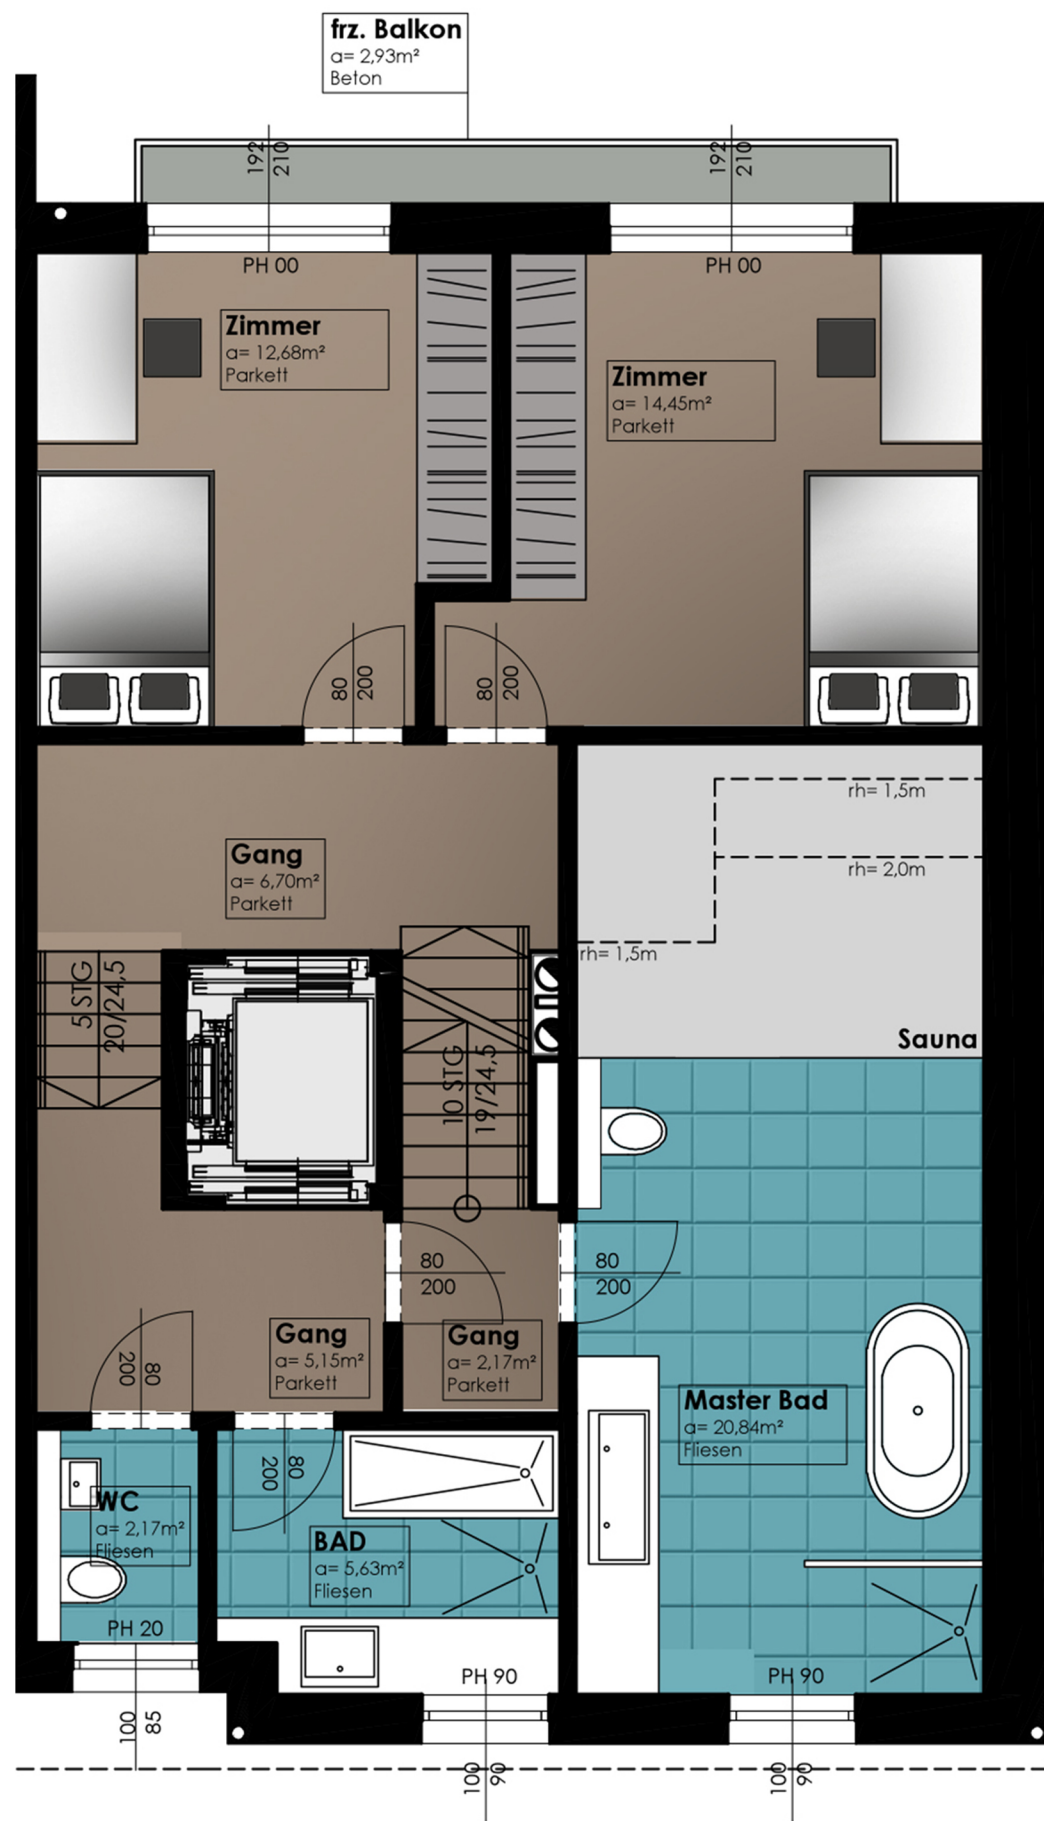 frz. Balkon
a= 2,93m²
Beton
192
210
192
210
PH 00
PH 00
Zimmer
a= 12,68m²
Parkett
Zimmer
a= 14,45m²
Parkett
80
200
80
200
rh= 1,5m
rh= 2,0m
rh= 1,5m
Gang
a= 6,70m²
Parkett
5 STG
20/24,5
10 STG
19/24,5
Sauna
80
200
80
200
Gang
a= 5,15m²
Parkett
Gang
a= 2,17m²
Parkett
80
200
Master Bad
a= 20,84m²
Fliesen
80
200
WC
a= 2,17m²
Fliesen
BAD
a= 5,63m²
Fliesen
PH 20
PH 90
PH 90
100
85
100
90
100
90